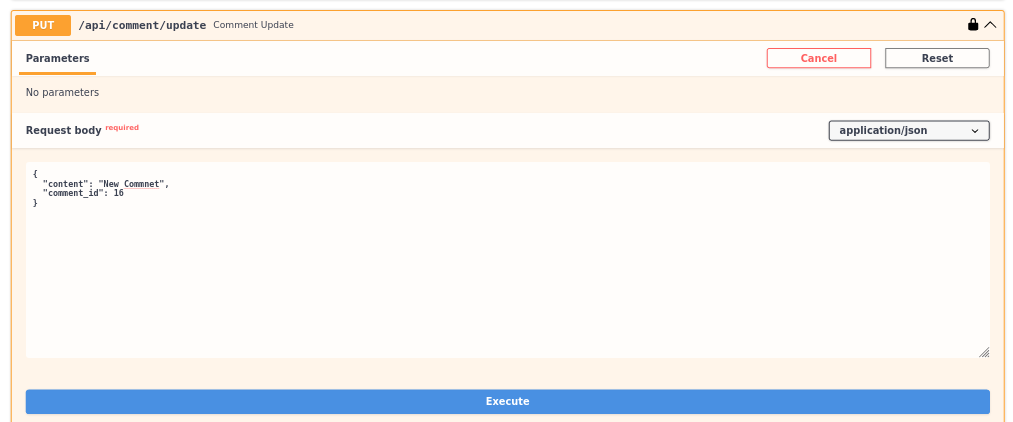 PUT /api/comment/update Comment Update
Parameters Cancel Reset
No parameters
Request body required application/json
{
  "content": "New Commnet",
  "comment_id": 16
}
Execute